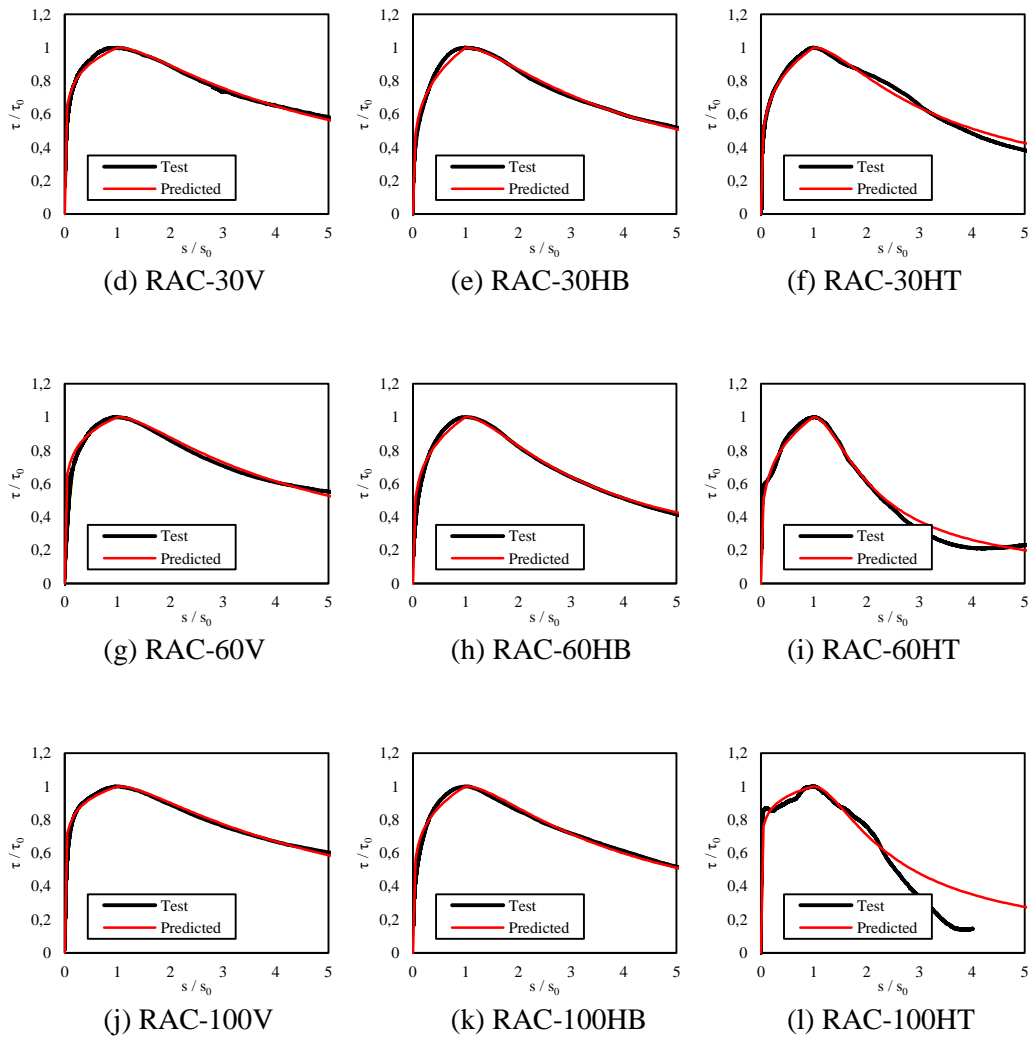 1,2
1
0,8
0,6
0,4
0,2
0
τ / τ0
Test
Predicted
0 1 2 3 4 5
s / s0
(d) RAC-30V
1,2
1
0,8
0,6
0,4
0,2
0
τ / τ0
Test
Predicted
0 1 2 3 4 5
s / s0
(e) RAC-30HB
1,2
1
0,8
0,6
0,4
0,2
0
τ / τ0
Test
Predicted
0 1 2 3 4 5
s / s0
(f) RAC-30HT
1,2
1
0,8
0,6
0,4
0,2
0
τ / τ0
Test
Predicted
0 1 2 3 4 5
s / s0
(g) RAC-60V
1,2
1
0,8
0,6
0,4
0,2
0
τ / τ0
Test
Predicted
0 1 2 3 4 5
s / s0
(h) RAC-60HB
1,2
1
0,8
0,6
0,4
0,2
0
τ / τ0
Test
Predicted
0 1 2 3 4 5
s / s0
(i) RAC-60HT
1,2
1
0,8
0,6
0,4
0,2
0
τ / τ0
Test
Predicted
0 1 2 3 4 5
s / s0
(j) RAC-100V
1,2
1
0,8
0,6
0,4
0,2
0
τ / τ0
Test
Predicted
0 1 2 3 4 5
s / s0
(k) RAC-100HB
1,2
1
0,8
0,6
0,4
0,2
0
τ / τ0
Test
Predicted
0 1 2 3 4 5
s / s0
(l) RAC-100HT